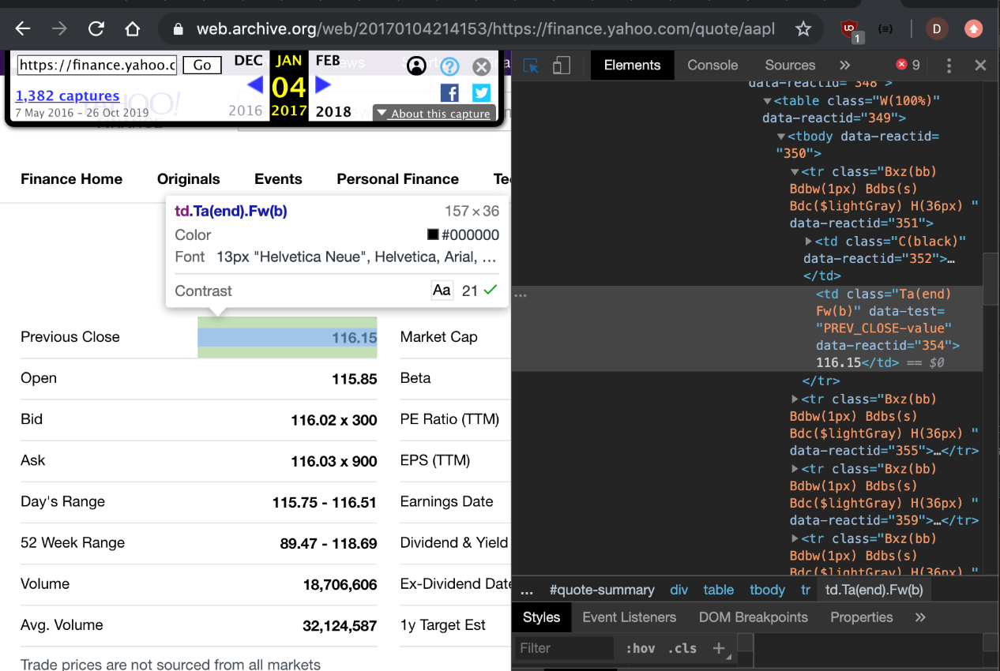 web.archive.org/web/20170104214153/https://finance.yahoo.com/quote/aapl
UD
1
D
https://finance.yahoo.c
Go
DEC
JAN
FEB
1,382 captures
04
7 May 2016 – 26 Oct 2019
2016
2017
2018
About this capture
YAHOO!
FINANCE
Finance Home
Originals
Events
Personal Finance
Te
td.Ta(end).Fw(b)
157 × 36
Color
#000000
Font
13px "Helvetica Neue", Helvetica, Arial, …
Contrast
Aa
21
Previous Close
116.15
Market Cap
Open
115.85
Beta
Bid
116.02 x 300
PE Ratio (TTM)
Ask
116.03 x 900
EPS (TTM)
Day's Range
115.75 - 116.51
Earnings Date
52 Week Range
89.47 - 118.69
Dividend & Yield
Volume
18,706,606
Ex-Dividend Date
Avg. Volume
32,124,587
1y Target Est
Trade prices are not sourced from all markets
Elements
Console
Sources
»
9
data-reactid="348">
<table class="W(100%)"
data-reactid="349">
<tbody data-reactid=
"350">
<tr class="Bxz(bb)
Bdbw(1px) Bdbs(s)
Bdc($lightGray) H(36px) "
data-reactid="351">
<td class="C(black)"
data-reactid="352">…
</td>
<td class="Ta(end)
Fw(b)" data-test=
"PREV_CLOSE-value"
data-reactid="354">
116.15</td> == $0
</tr>
<tr class="Bxz(bb)
Bdbw(1px) Bdbs(s)
Bdc($lightGray) H(36px) "
data-reactid="355">…</tr>
<tr class="Bxz(bb)
Bdbw(1px) Bdbs(s)
Bdc($lightGray) H(36px) "
data-reactid="359">…</tr>
<tr class="Bxz(bb)
Bdbw(1px) Bdbs(s)
Bdc($lightGray) H(36px) "
… #quote-summary div table tbody tr td.Ta(end).Fw(b)
Styles
Event Listeners
DOM Breakpoints
Properties
»
Filter
:hov
.cls
+